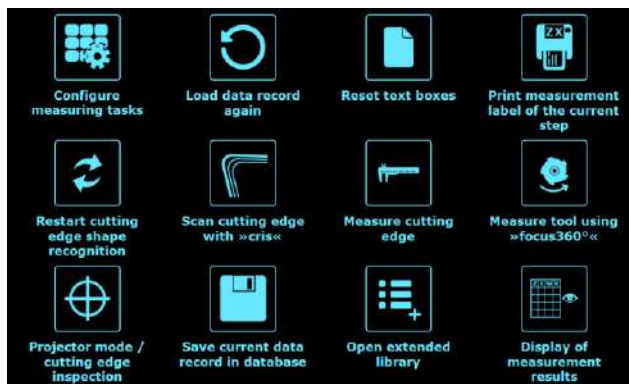 Configure
measuring tasks
Load data record
again
Reset text boxes
ZX
Print measurement
label of the current
step
Restart cutting
edge shape
recognition
Scan cutting edge
with »cris«
Measure cutting
edge
Measure tool using
»focus360°«
Projector mode /
cutting edge
inspection
Save current data
record in database
Open extended
library
Display of
measurement
results